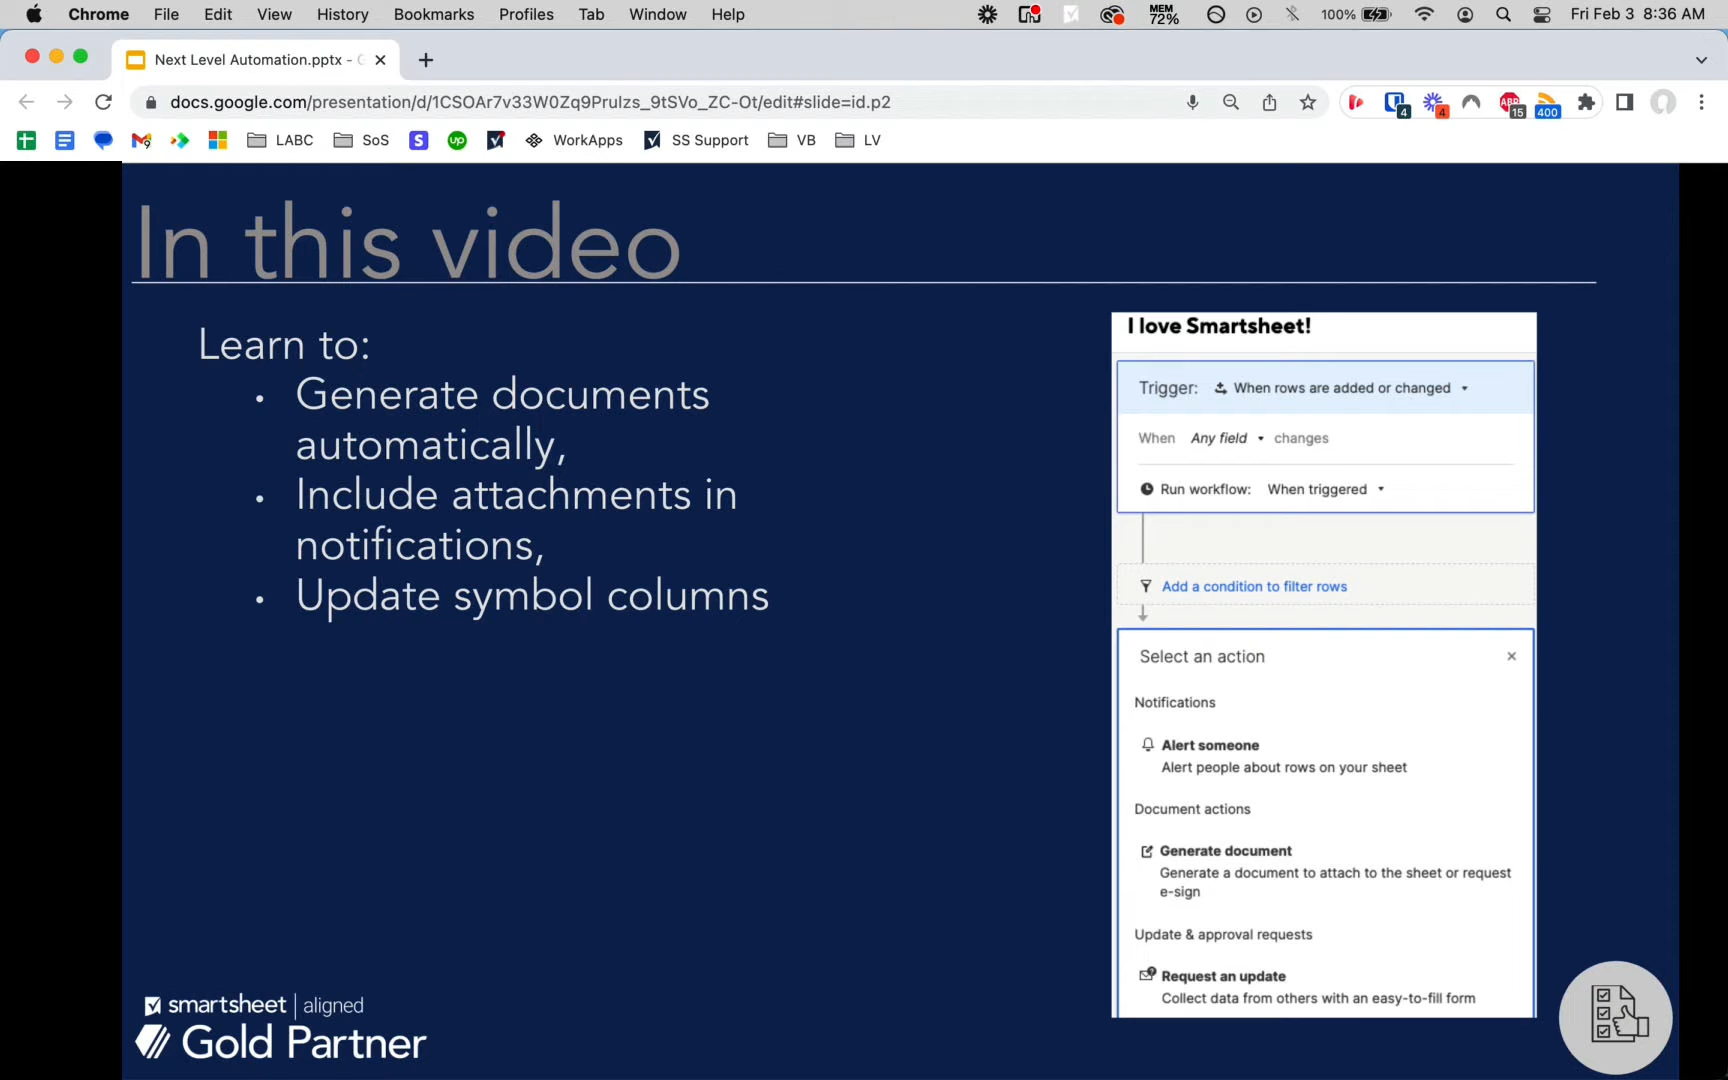 Chrome File Edit View History Bookmarks Profiles Tab Window Help MEM 72% 100% Fri Feb 3 8:36 AM
Next Level Automation.pptx -
docs.google.com/presentation/d/1CSOAr7v33W0Zq9PruIzs_9tSVo_ZC-Ot/edit#slide=id.p2 4 4 ABP 15 400
LABC SoS S up WorkApps SS Support VB LV
In this video
Learn to:
• Generate documents
automatically,
• Include attachments in
notifications,
• Update symbol columns
I love Smartsheet!
Trigger: When rows are added or changed
When Any field changes
Run workflow: When triggered
Add a condition to filter rows
Select an action
Notifications
Alert someone
Alert people about rows on your sheet
Document actions
Generate document
Generate a document to attach to the sheet or request
e-sign
Update & approval requests
Request an update
Collect data from others with an easy-to-fill form
smartsheet | aligned
Gold Partner